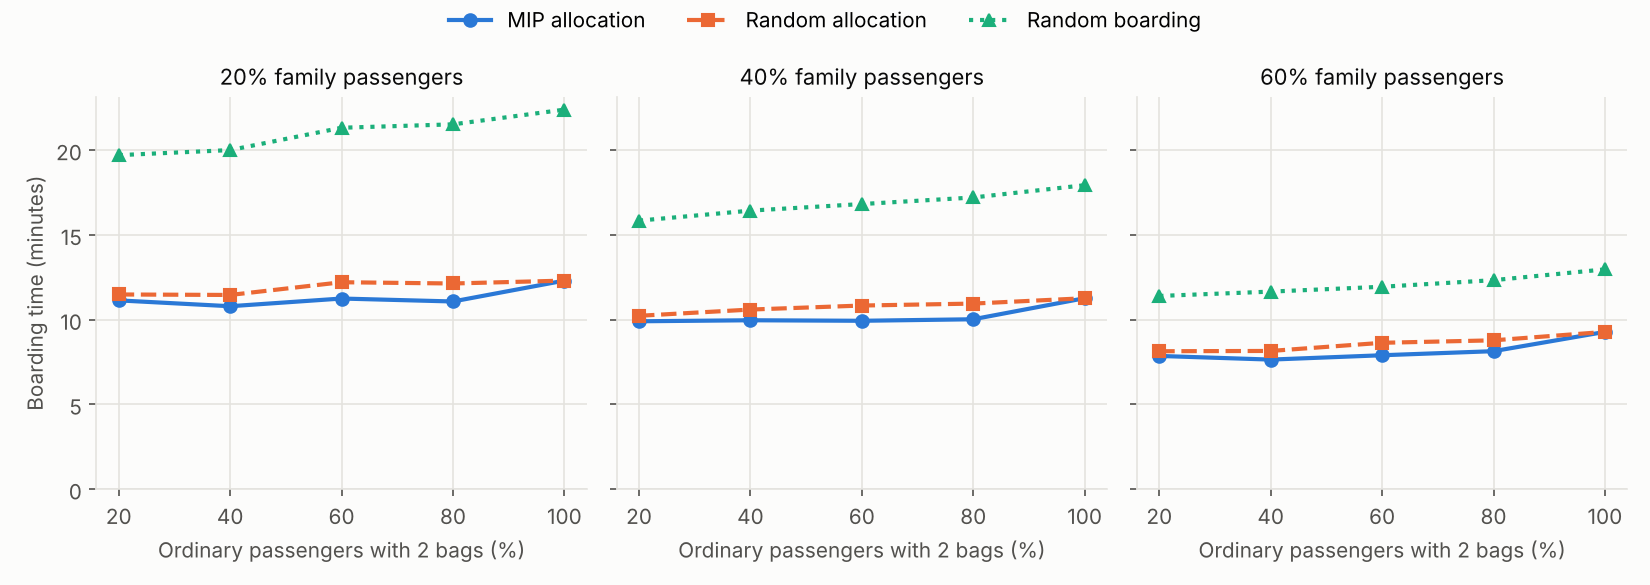 MIP allocation Random allocation Random boarding
20% family passengers 40% family passengers 60% family passengers
Boarding time (minutes)
20
15
10
5
0
20 40 60 80 100 20 40 60 80 100 20 40 60 80 100
Ordinary passengers with 2 bags (%) Ordinary passengers with 2 bags (%) Ordinary passengers with 2 bags (%)